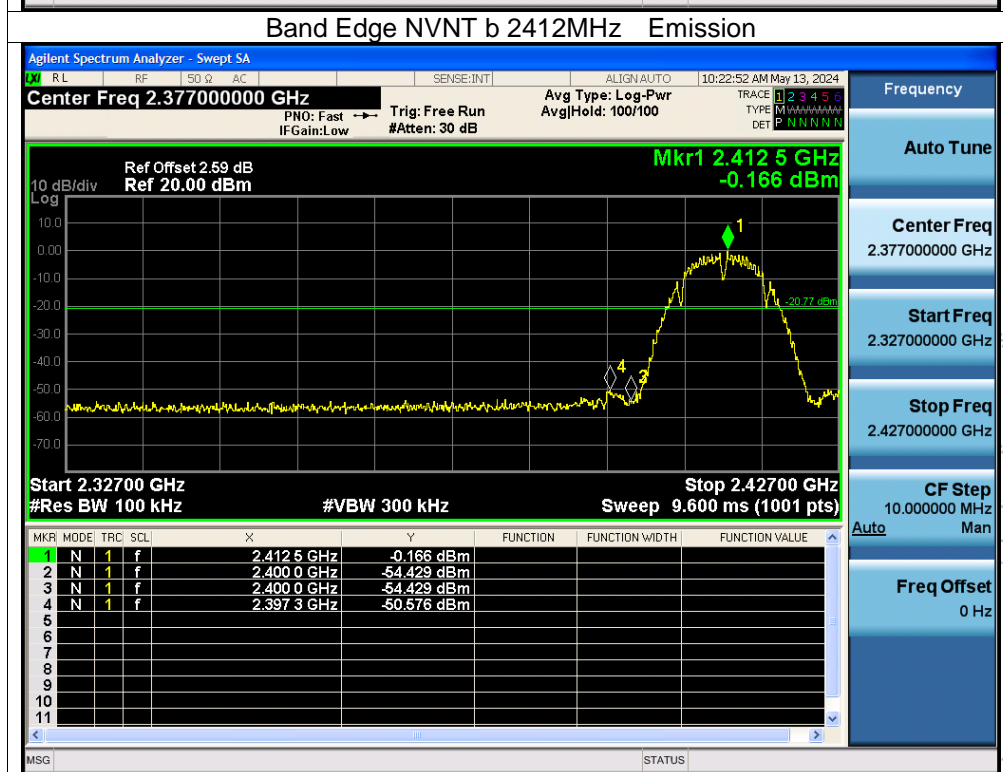 Band Edge NVNT b 2412MHz Emission
Agilent Spectrum Analyzer - Swept SA
LXI RL RF 50 Ω AC SENSE:INT ALIGN AUTO 10:22:52 AM May 13, 2024
Center Freq 2.377000000 GHz
PNO: Fast
IFGain:Low
Trig: Free Run
#Atten: 30 dB
Avg Type: Log-Pwr
Avg|Hold: 100/100
TRACE 1 2 3 4 5 6
TYPE M W W W W W
DET P N N N N N
Ref Offset 2.59 dB
Ref 20.00 dBm
10 dB/div
Log
Mkr1 2.412 5 GHz
-0.166 dBm
10.0
0.00
-10.0
-20.0
-30.0
-40.0
-50.0
-60.0
-70.0
1
-20.77 dBm
4
3
Start 2.32700 GHz Stop 2.42700 GHz
#Res BW 100 kHz #VBW 300 kHz Sweep 9.600 ms (1001 pts)
MKR MODE TRC SCL X Y FUNCTION FUNCTION WIDTH FUNCTION VALUE
1 N 1 f 2.412 5 GHz -0.166 dBm
2 N 1 f 2.400 0 GHz -54.429 dBm
3 N 1 f 2.400 0 GHz -54.429 dBm
4 N 1 f 2.397 3 GHz -50.576 dBm
5
6
7
8
9
10
11
MSG STATUS
Frequency
Auto Tune
Center Freq
2.377000000 GHz
Start Freq
2.327000000 GHz
Stop Freq
2.427000000 GHz
CF Step
10.000000 MHz
Auto Man
Freq Offset
0 Hz